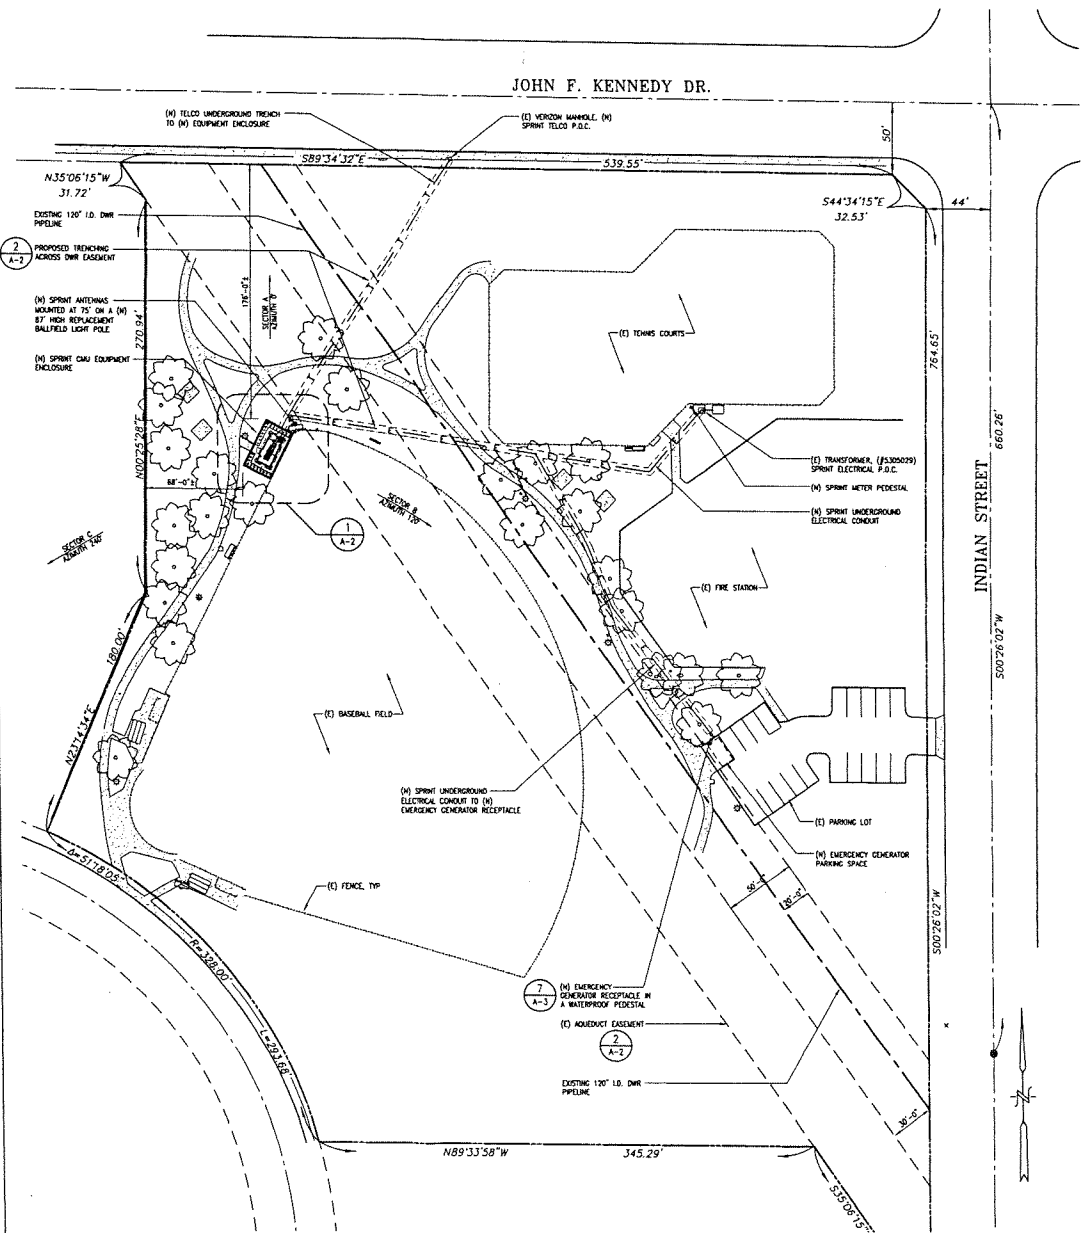 JOHN F. KENNEDY DR.
(N) TELCO UNDERGROUND TRENCH
TO (N) EQUIPMENT ENCLOSURE
(E) VERIZON MANHOLE, (N)
SPRINT TELCO P.O.C.
50'
S89°34'32"E
539.55'
N35°06'15"W
31.72'
S44°34'15"E
32.53'
44'
EXISTING 120" I.D. DWR
PIPELINE
2
A-2
PROPOSED TRENCHING
ACROSS DWR EASEMENT
(N) SPRINT ANTENNAS
MOUNTED AT 75' ON A (N)
87' HIGH REPLACEMENT
BALLFIELD LIGHT POLE
(N) SPRINT CMU EQUIPMENT
ENCLOSURE
176'-0"±
SECTOR A
AZIMUTH 0°
270.94'
N00°25'28"E
(E) TENNIS COURTS
764.65'
660.26'
INDIAN STREET
S00°26'02"W
(E) TRANSFORMER, (#5305029)
SPRINT ELECTRICAL P.O.C.
(N) SPRINT METER PEDESTAL
(N) SPRINT UNDERGROUND
ELECTRICAL CONDUIT
68'-0"±
SECTOR B
AZIMUTH 120°
1
A-2
SECTOR C
AZIMUTH 240°
(E) FIRE STATION
180.00'
N23°14'34"E
(E) BASEBALL FIELD
(N) SPRINT UNDERGROUND
ELECTRICAL CONDUIT TO (N)
EMERGENCY GENERATOR RECEPTACLE
(E) PARKING LOT
(N) EMERGENCY GENERATOR
PARKING SPACE
Δ=51°18'05"
(E) FENCE, TYP
50'-0"
20'-0"
S00°26'02"W
R=328.00'
L=293.68'
7
A-3
(N) EMERGENCY
GENERATOR RECEPTACLE IN
A WATERPROOF PEDESTAL
(E) AQUEDUCT EASEMENT
2
A-2
EXISTING 120" I.D. DWR
PIPELINE
30'-0"
N
N89°33'58"W
345.29'
S35°06'15"